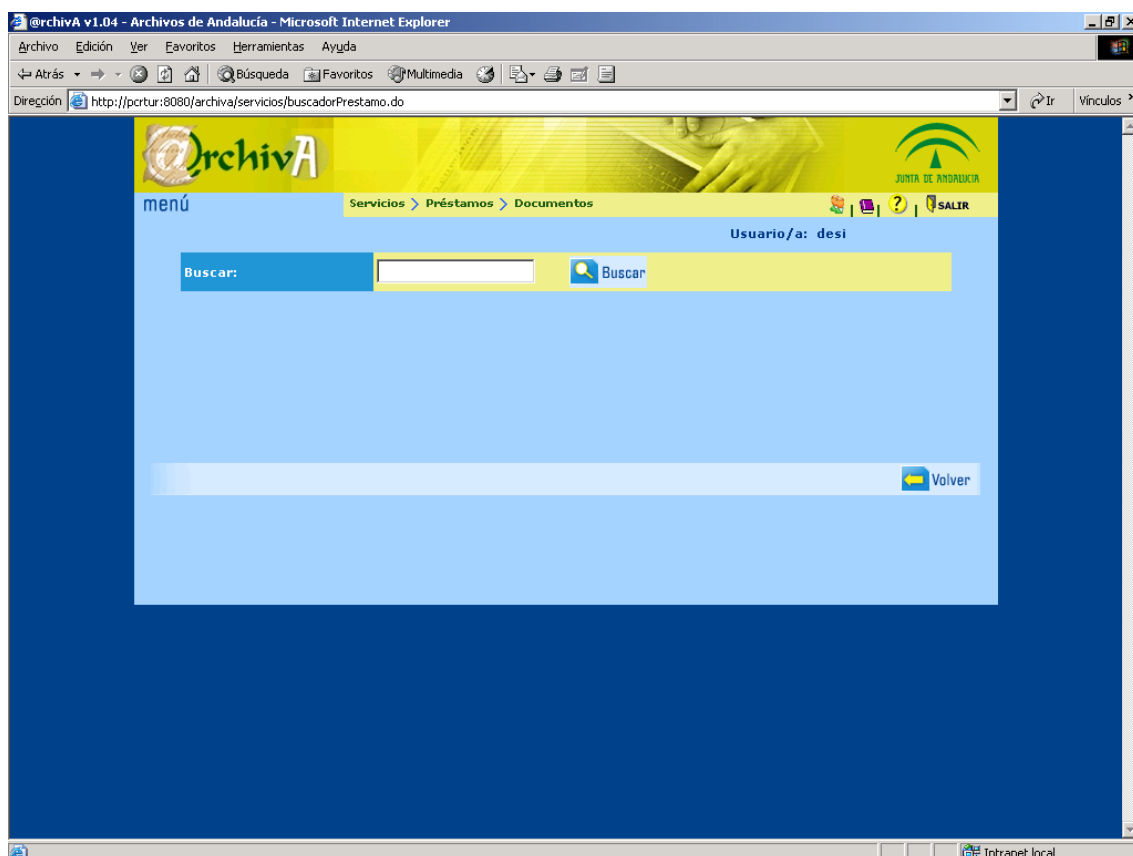 @rchivA v1.04 - Archivos de Andalucía - Microsoft Internet Explorer
Archivo Edición Ver Favoritos Herramientas Ayuda
Atrás Búsqueda Favoritos Multimedia
Dirección http://pcrtur:8080/archiva/servicios/buscadorPrestamo.do Ir Vínculos »
@rchivA
JUNTA DE ANDALUCIA
menú Servicios > Préstamos > Documentos SALIR
Usuario/a: desi
Buscar: Buscar
Volver
Intranet local